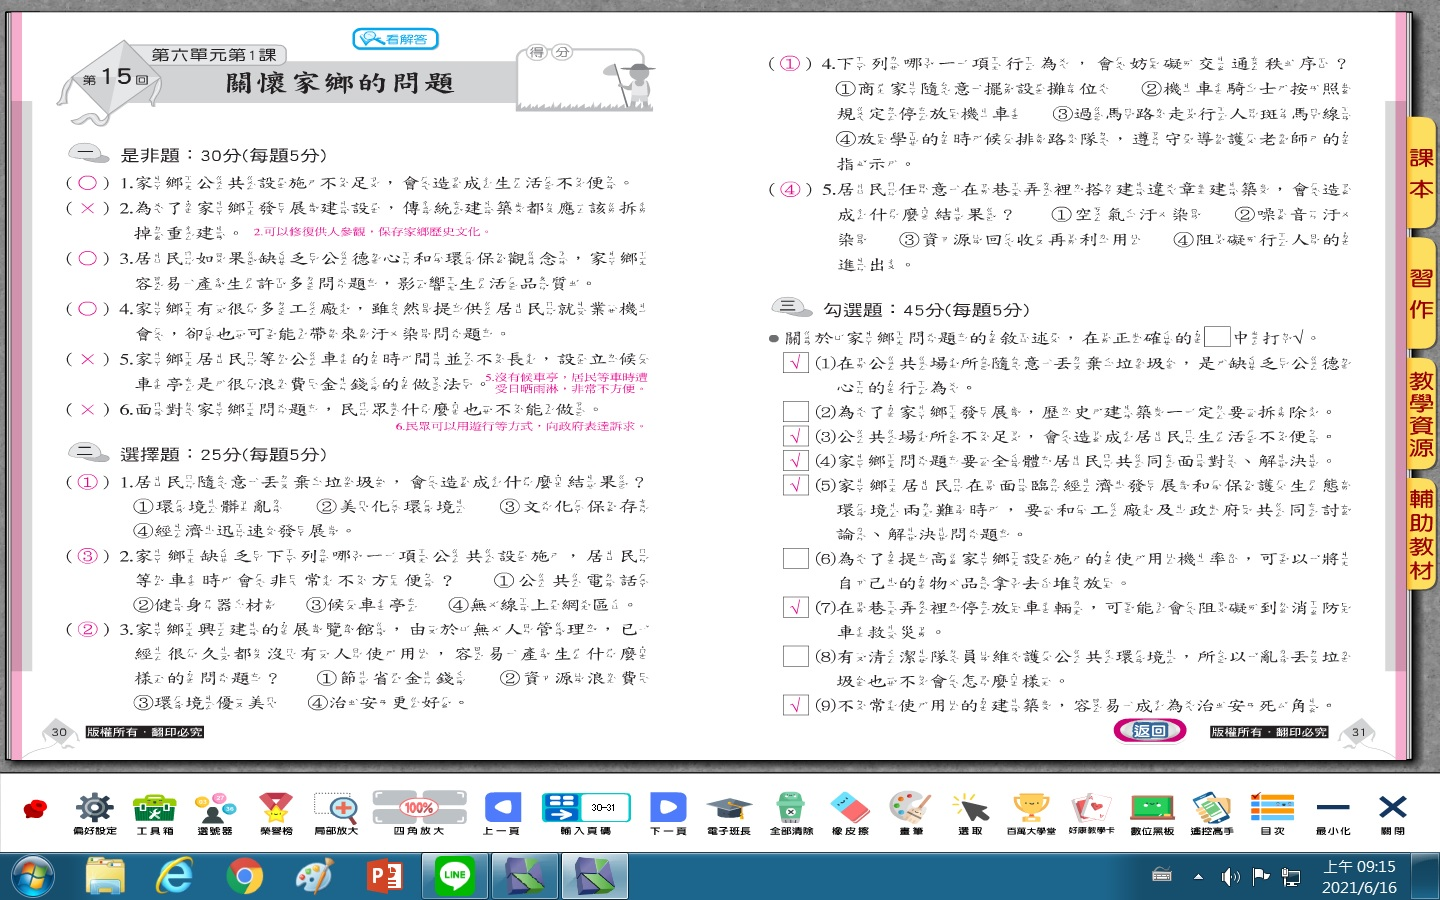 看解答
第六單元第1課
第15回
關懷家鄉的問題
得分
一 是非題：30分(每題5分)
(○)1.家鄉公共設施不足，會造成生活不便。
(×)2.為了家鄉發展建設，傳統建築都應該拆
掉重建。 2.可以修復供人參觀，保存家鄉歷史文化。
(○)3.居民如果缺乏公德心和環保觀念，家鄉
容易產生許多問題，影響生活品質。
(○)4.家鄉有很多工廠，雖然提供居民就業機
會，卻也可能帶來汙染問題。
(×)5.家鄉居民等公車的時間並不長，設立候
車亭是很浪費金錢的做法。 5.沒有候車亭，居民等車時遭
受日晒雨淋，非常不方便。
(×)6.面對家鄉問題，民眾什麼也不能做。
6.民眾可以用遊行等方式，向政府表達訴求。
二 選擇題：25分(每題5分)
(①)1.居民隨意丟棄垃圾，會造成什麼結果？
①環境髒亂 ②美化環境 ③文化保存
④經濟迅速發展。
(③)2.家鄉缺乏下列哪一項公共設施，居民
等車時會非常不方便？ ①公共電話
②健身器材 ③候車亭 ④無線上網區。
(②)3.家鄉興建的展覽館，由於無人管理，已
經很久都沒有人使用，容易產生什麼
樣的問題？ ①節省金錢 ②資源浪費
③環境優美 ④治安更好。
30 版權所有‧翻印必究
(①)4.下列哪一項行為，會妨礙交通秩序？
①商家隨意擺設攤位 ②機車騎士按照
規定停放機車 ③過馬路走行人斑馬線
④放學的時候排路隊，遵守導護老師的
指示。
(④)5.居民任意在巷弄裡搭建違章建築，會造
成什麼結果？ ①空氣汙染 ②噪音汙
染 ③資源回收再利用 ④阻礙行人的
進出。
三 勾選題：45分(每題5分)
●關於家鄉問題的敘述，在正確的□中打√。
√(1)在公共場所隨意丟棄垃圾，是缺乏公德
心的行為。
□(2)為了家鄉發展，歷史建築一定要拆除。
√(3)公共場所不足，會造成居民生活不便。
√(4)家鄉問題要全體居民共同面對、解決。
√(5)家鄉居民在面臨經濟發展和保護生態
環境兩難時，要和工廠及政府共同討
論、解決問題。
□(6)為了提高家鄉設施的使用機率，可以將
自己的物品拿去堆放。
√(7)在巷弄裡停放車輛，可能會阻礙到消防
車救災。
□(8)有清潔隊員維護公共環境，所以亂丟垃
圾也不會怎麼樣。
√(9)不常使用的建築，容易成為治安死角。
返回 版權所有‧翻印必究 31
課本
習作
教學資源
輔助教材
100% 30-31
偏好設定 工具箱 選號器 榮譽榜 局部放大 四角放大 上一頁 輸入頁碼 下一頁 電子班長 全部清除 橡皮擦 畫筆 選取 百萬大學堂 好康教學卡 數位黑板 遙控高手 目次 最小化 關閉
LINE
上午 09:15
2021/6/16